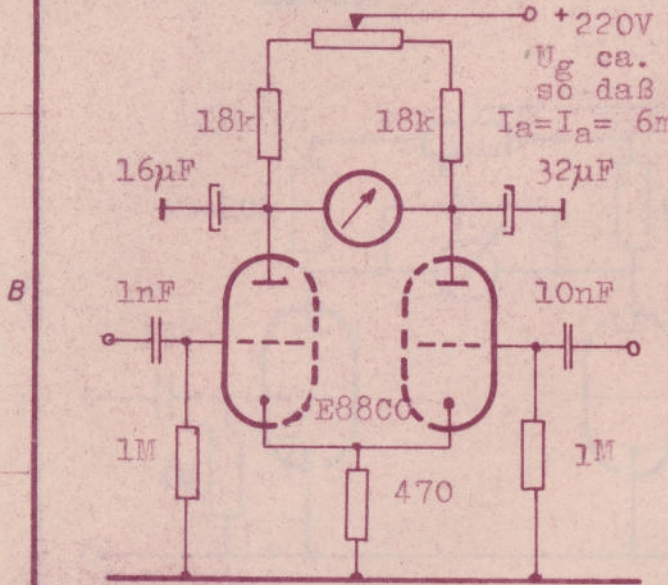 +220V
Ug ca.
so daß
18k
18k
Ia=Ia= 6m
16µF
32µF
B
1nF
10nF
E88CC
1M
1M
470